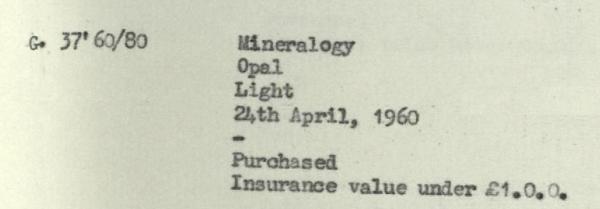 G. 37'60/80 Mineralogy
Opal
Light
24th April, 1960
-
Purchased
Insurance value under £1.0.0.